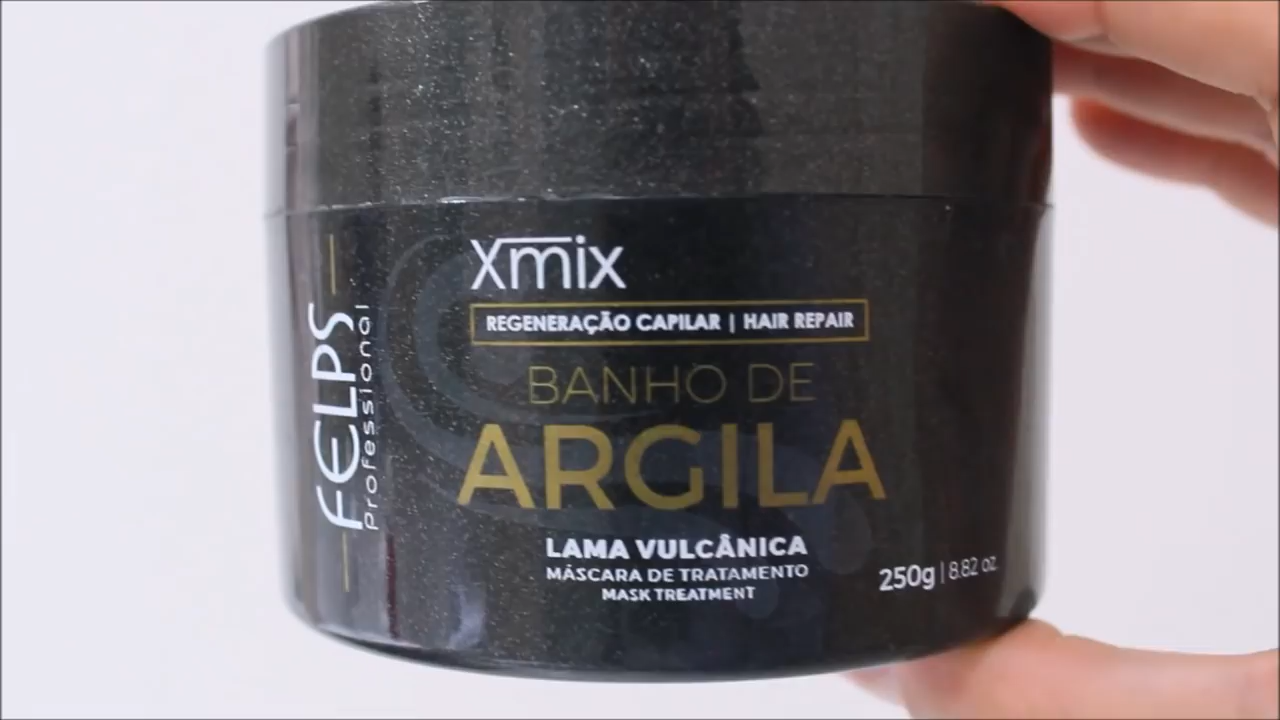 FELPS
Professional
Xmix
REGENERAÇÃO CAPILAR | HAIR REPAIR
BANHO DE
ARGILA
LAMA VULCÂNICA
MÁSCARA DE TRATAMENTO
MASK TREATMENT
250g | 8.82 oz